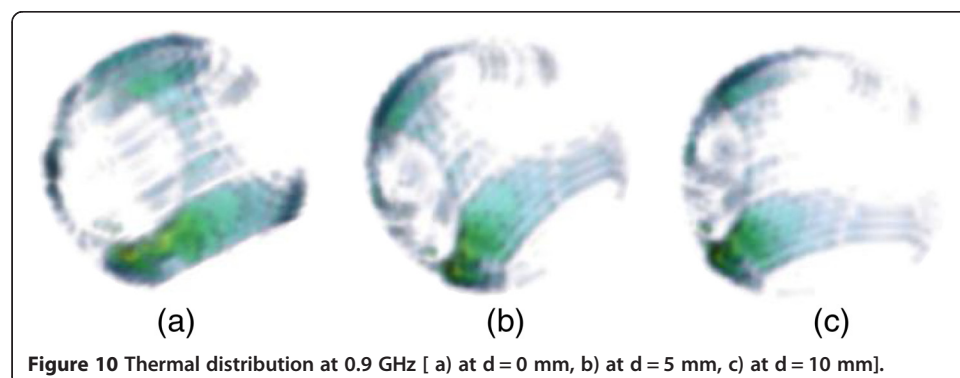 (a) (b) (c)
Figure 10 Thermal distribution at 0.9 GHz [ a) at d = 0 mm, b) at d = 5 mm, c) at d = 10 mm].